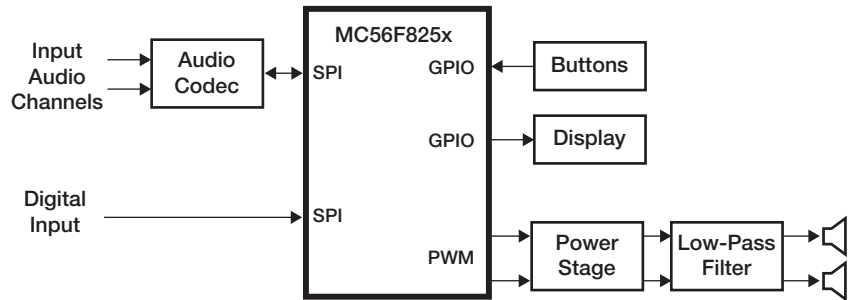 MC56F825x
Input
Audio
Channels
Audio
Codec
SPI
GPIO
Buttons
GPIO
Display
Digital
Input
SPI
PWM
Power
Stage
Low-Pass
Filter